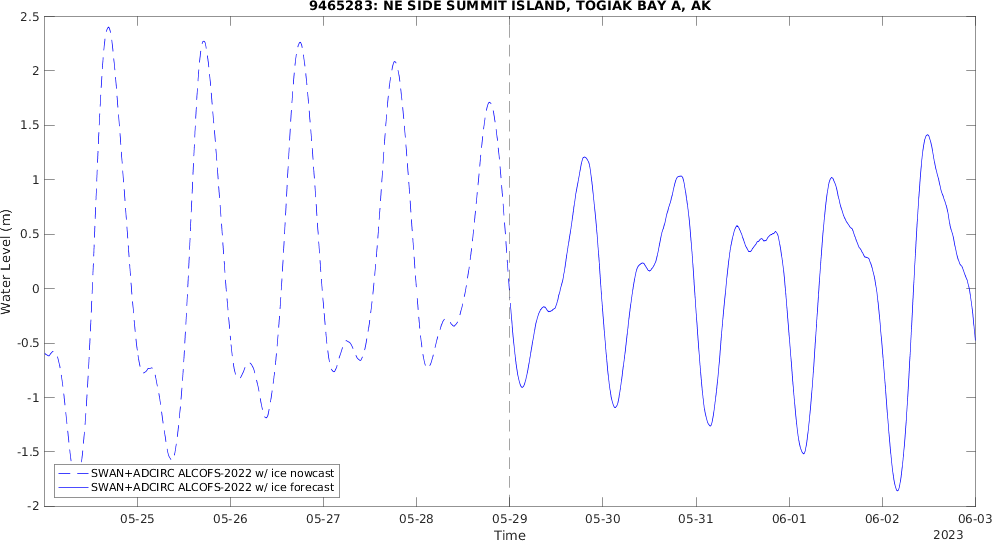 9465283: NE SIDE SUMMIT ISLAND, TOGIAK BAY A, AK
2.5
2
1.5
1
0.5
0
-0.5
-1
-1.5
-2
Water Level (m)
SWAN+ADCIRC ALCOFS-2022 w/ ice nowcast
SWAN+ADCIRC ALCOFS-2022 w/ ice forecast
05-25 05-26 05-27 05-28 05-29 05-30 05-31 06-01 06-02 06-03
Time
2023